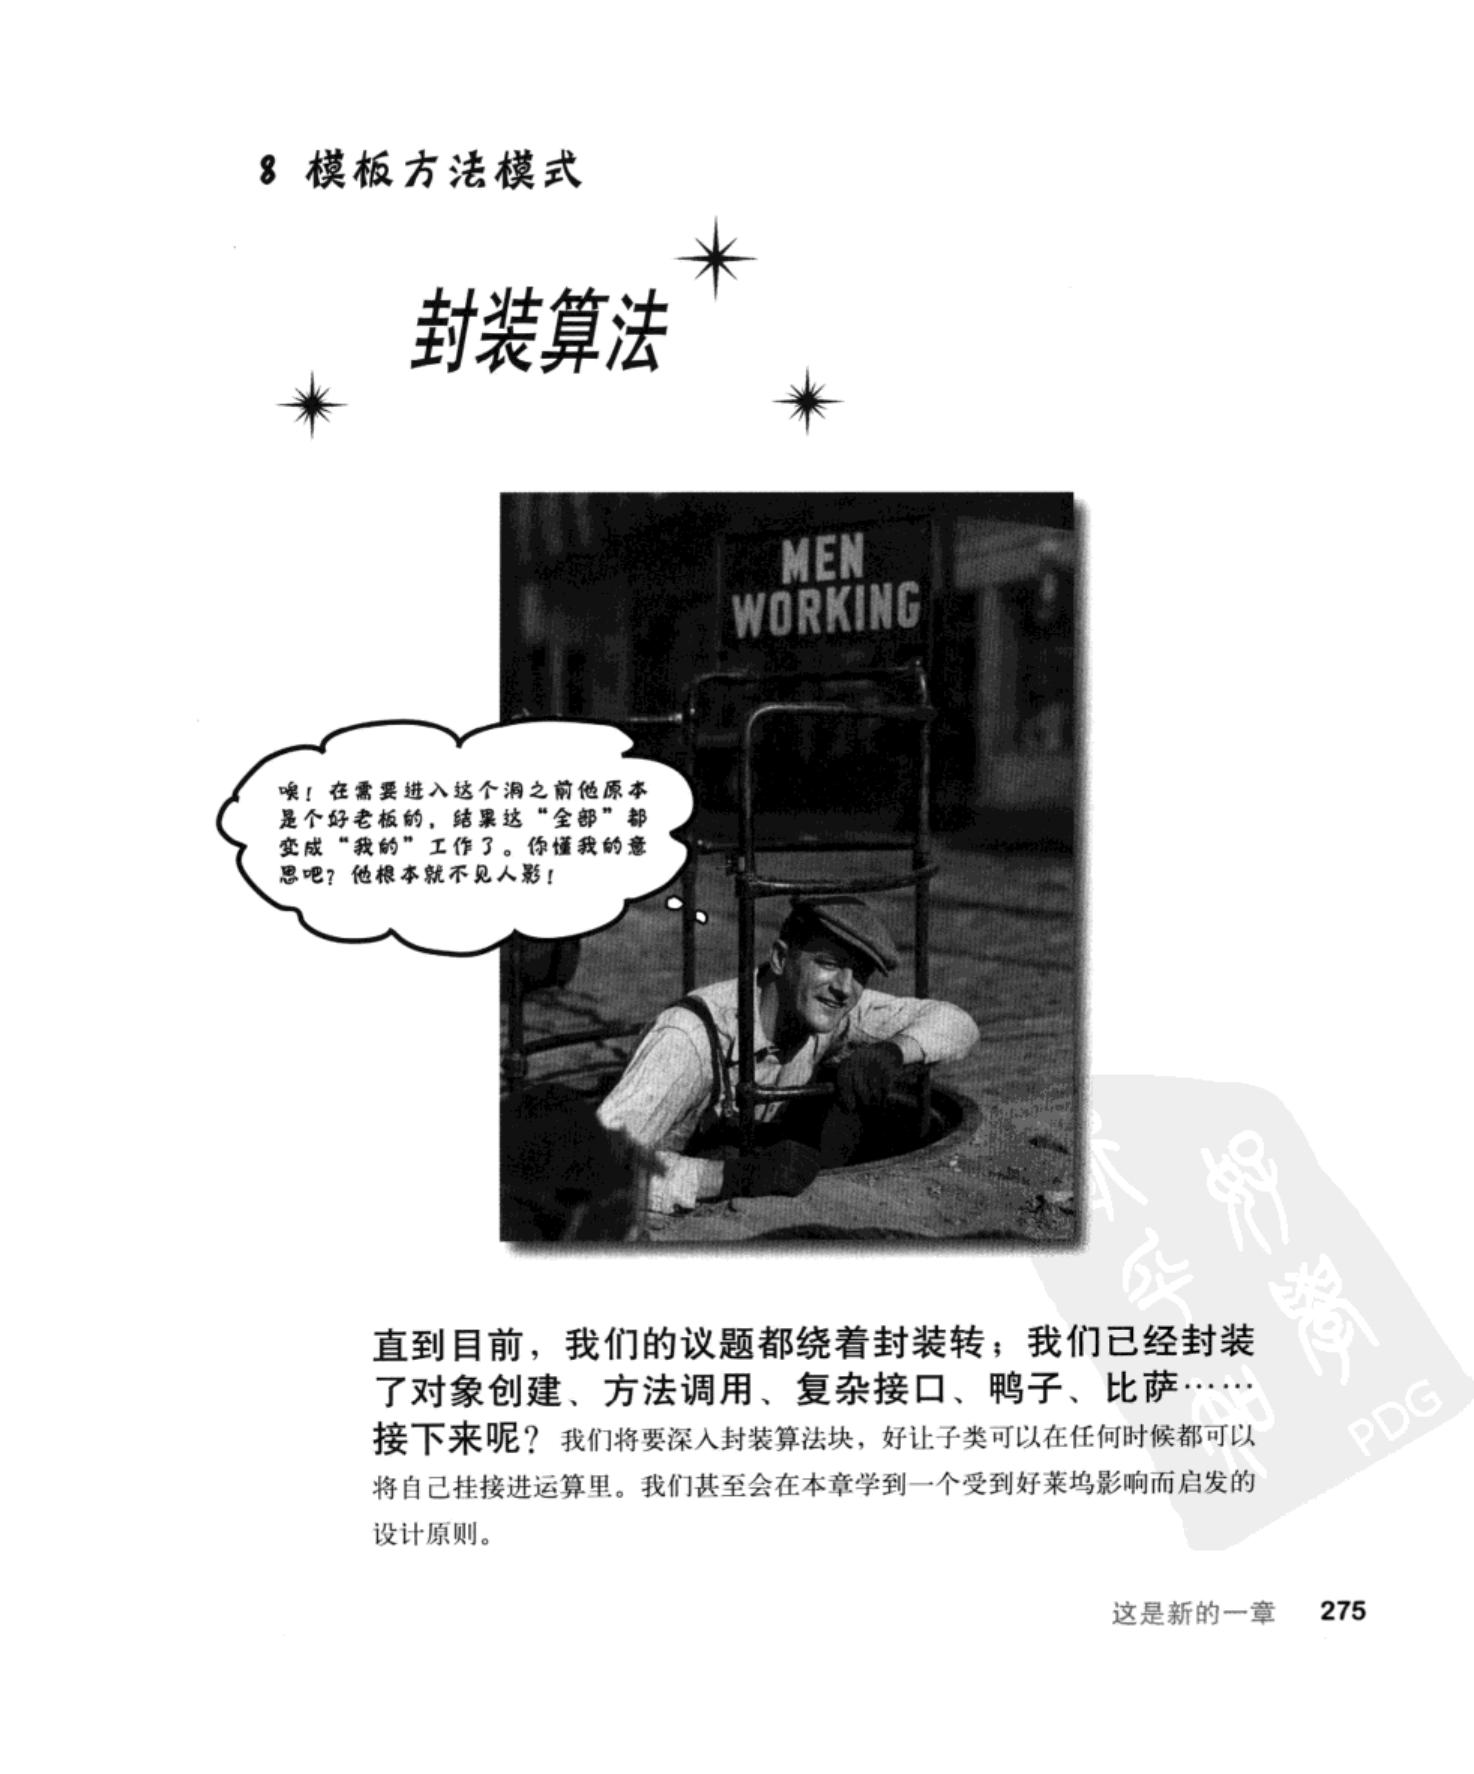 8 模板方法模式
封装算法
MEN
WORKING
唉！在需要进入这个洞之前他原本
是个好老板的，结果这“全部”都
变成“我的”工作了。你懂我的意
思吧？他根本就不见人影！
直到目前，我们的议题都绕着封装转；我们已经封装
了对象创建、方法调用、复杂接口、鸭子、比萨……
接下来呢？我们将要深入封装算法块，好让子类可以在任何时候都可以
将自己挂接进运算里。我们甚至会在本章学到一个受到好莱坞影响而启发的
设计原则。
PDG
这是新的一章 275